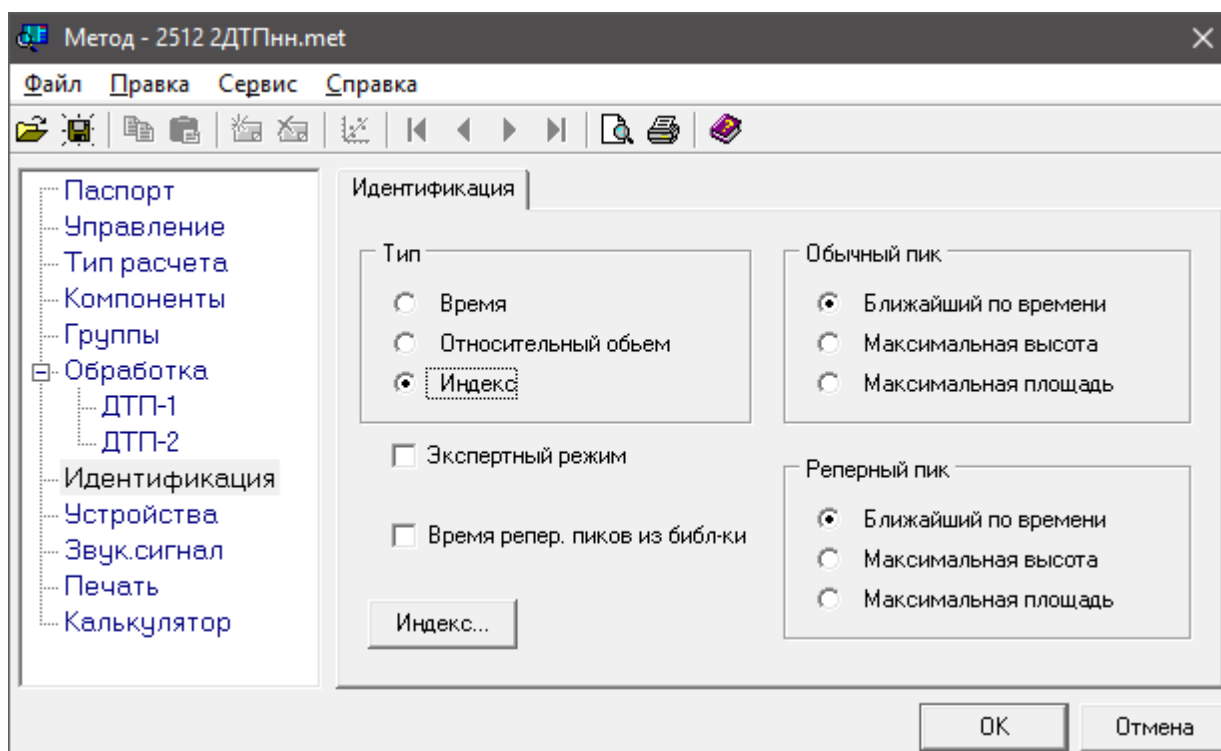 Метод - 2512 2ДТПнн.met
Файл Правка Сервис Справка
Паспорт
Управление
Тип расчета
Компоненты
Группы
Обработка
ДТП-1
ДТП-2
Идентификация
Устройства
Звук.сигнал
Печать
Калькулятор
Идентификация
Тип
Время
Относительный обьем
Индекс
Экспертный режим
Время репер. пиков из библ-ки
Индекс...
Обычный пик
Ближайший по времени
Максимальная высота
Максимальная площадь
Реперный пик
Ближайший по времени
Максимальная высота
Максимальная площадь
OK Отмена